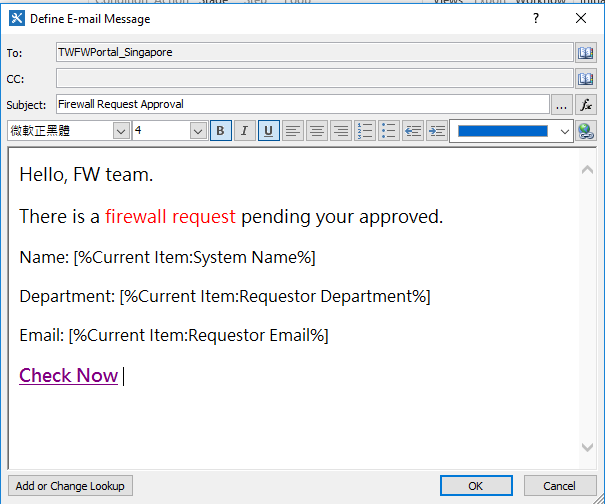 Define E-mail Message
To:
TWFWPortal_Singapore
CC:
Subject:
Firewall Request Approval
...
fx
微軟正黑體
4
B
I
U
Hello, FW team.
There is a firewall request pending your approved.
Name: [%Current Item:System Name%]
Department: [%Current Item:Requestor Department%]
Email: [%Current Item:Requestor Email%]
Check Now
Add or Change Lookup
OK
Cancel